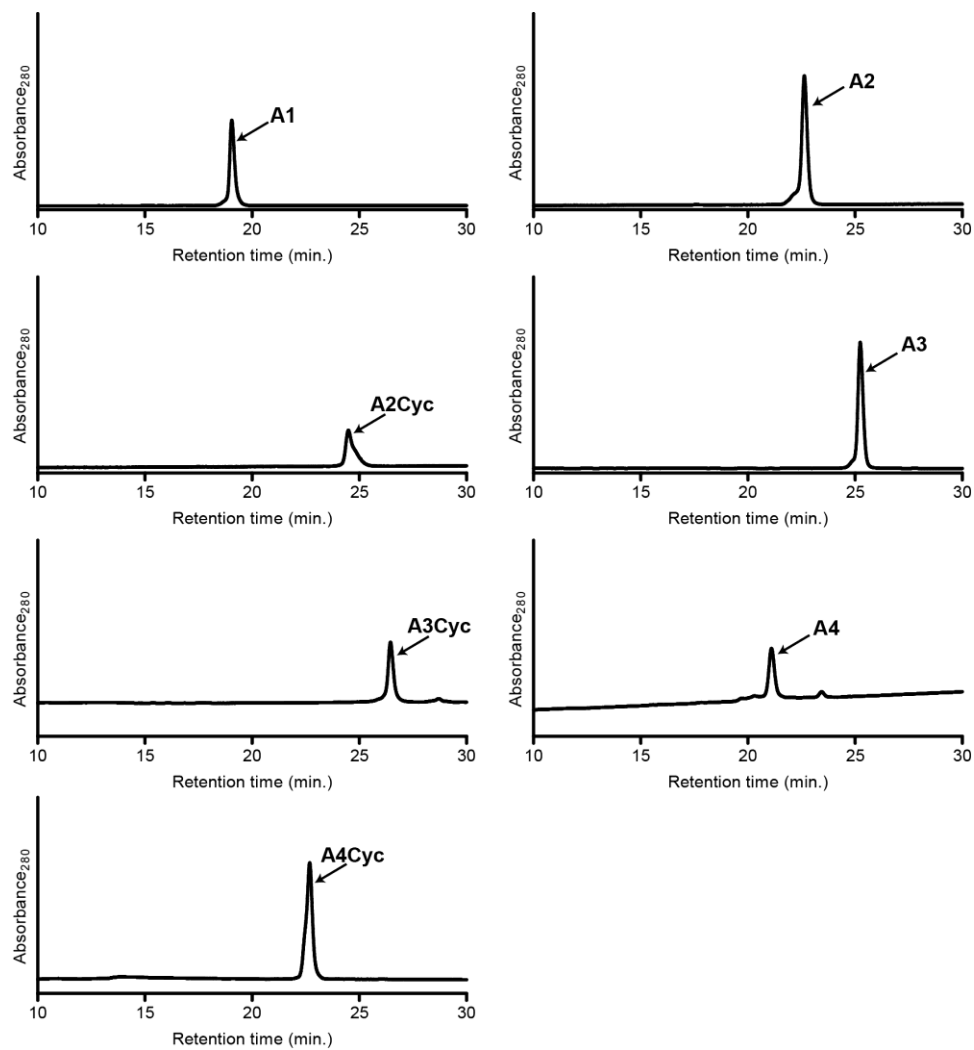 Absorbance280
A1
10 15 20 25 30
Retention time (min.)
Absorbance280
A2
10 15 20 25 30
Retention time (min.)
Absorbance280
A2Cyc
10 15 20 25 30
Retention time (min.)
Absorbance280
A3
10 15 20 25 30
Retention time (min.)
Absorbance280
A3Cyc
10 15 20 25 30
Retention time (min.)
Absorbance280
A4
10 15 20 25 30
Retention time (min.)
Absorbance280
A4Cyc
10 15 20 25 30
Retention time (min.)